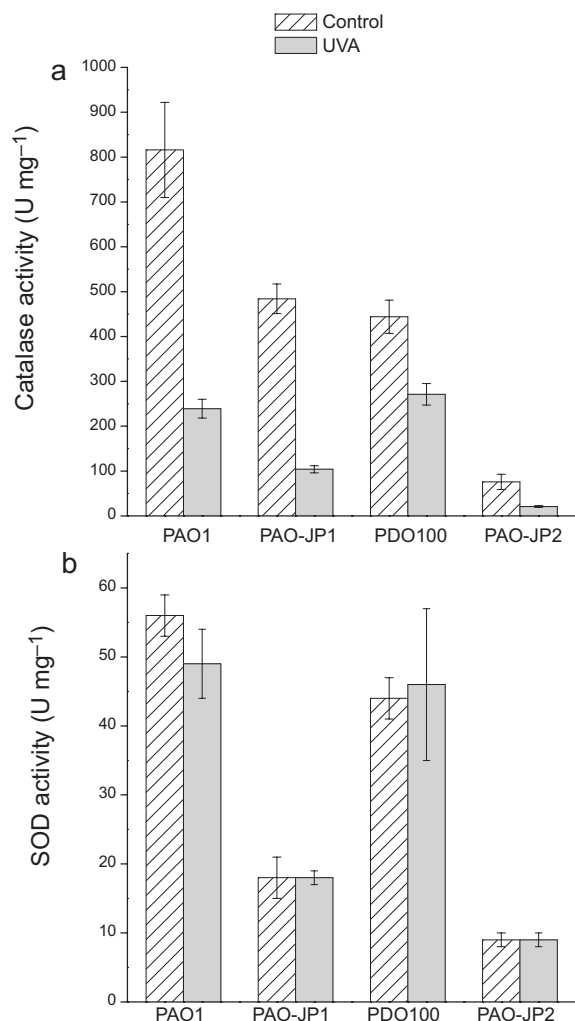 Control
UVA
a
Catalase activity (U mg⁻¹)
1000
900
800
700
600
500
400
300
200
100
0
PAO1 PAO-JP1 PDO100 PAO-JP2
b
SOD activity (U mg⁻¹)
60
50
40
30
20
10
0
PAO1 PAO-JP1 PDO100 PAO-JP2